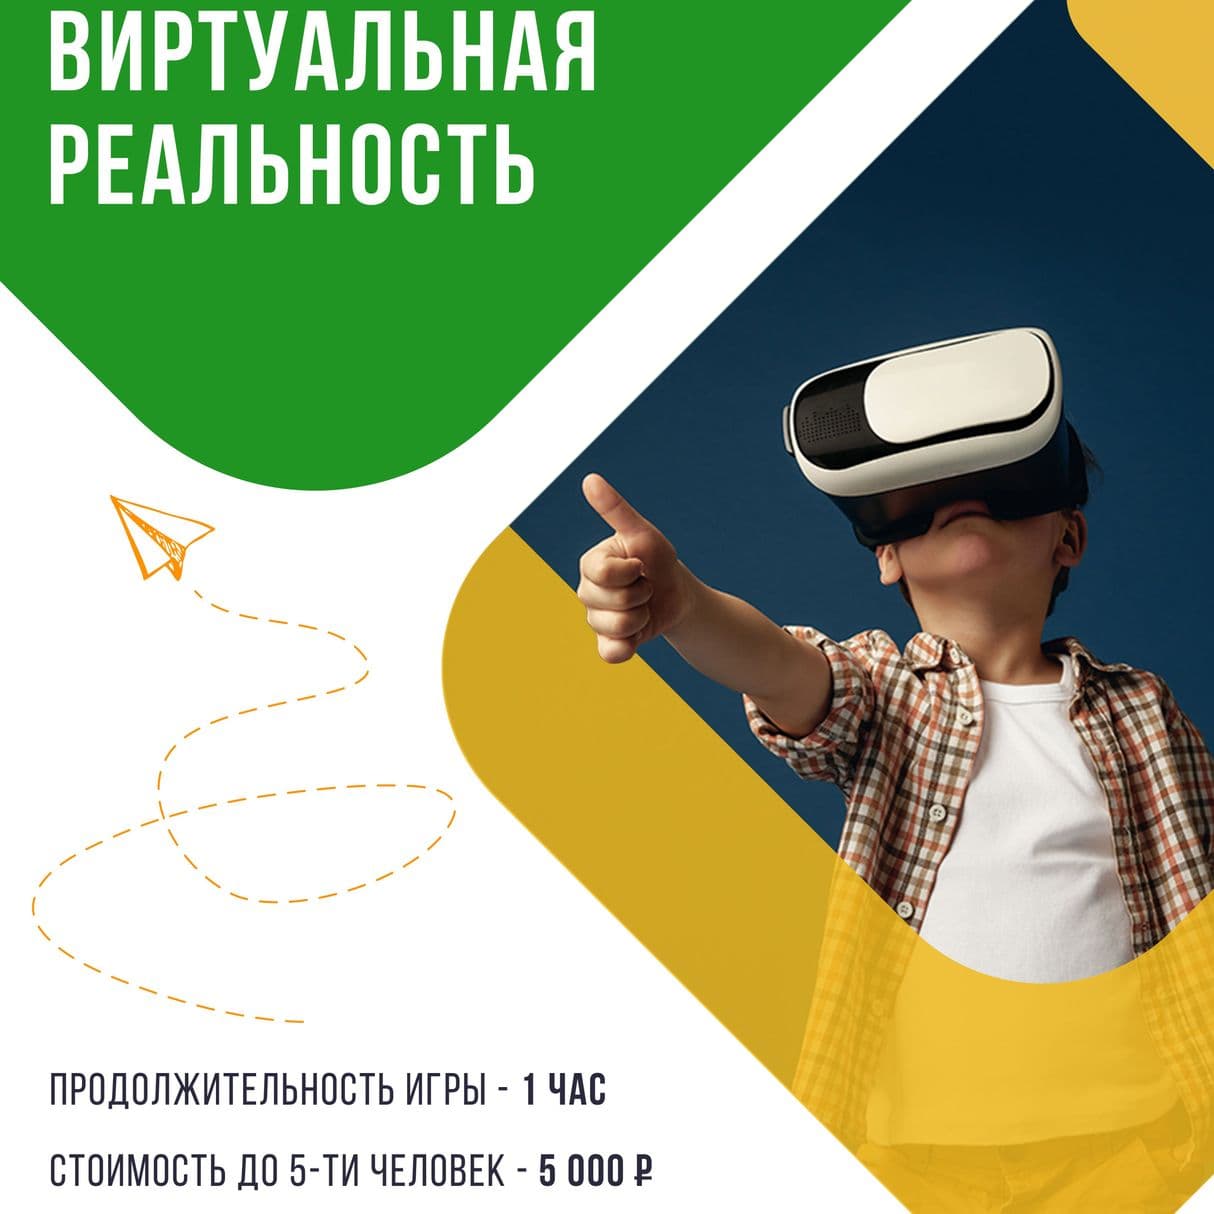 ВИРТУАЛЬНАЯ
РЕАЛЬНОСТЬ
ПРОДОЛЖИТЕЛЬНОСТЬ ИГРЫ - 1 ЧАС
СТОИМОСТЬ ДО 5-ТИ ЧЕЛОВЕК - 5 000 ₽